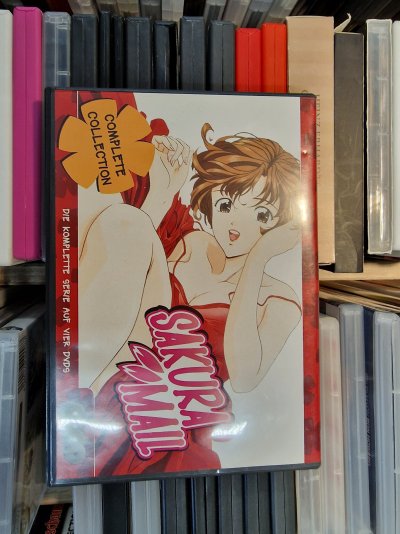 COMPLETE
COLLECTION
DIE KOMPLETTE SERIE AUF VIER DVDS
SAKURA
MAIL